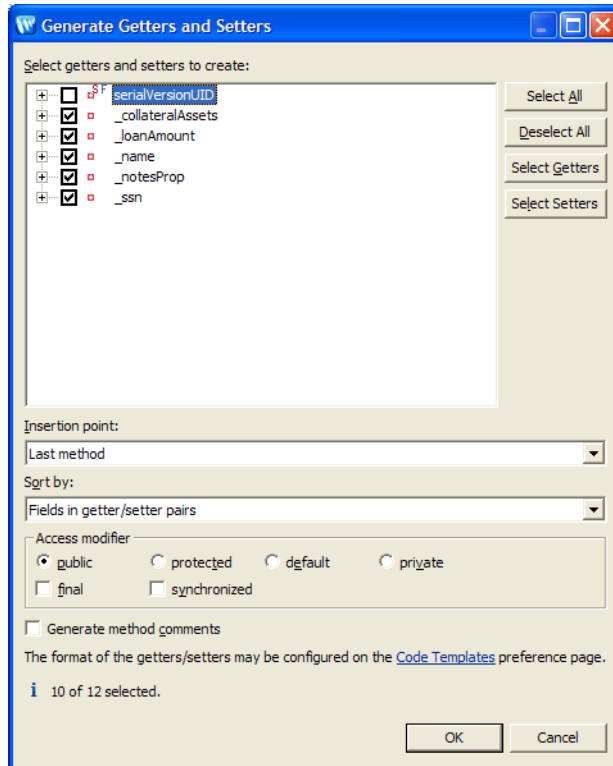 Generate Getters and Setters
Select getters and setters to create:
S F serialVersionUID
_collateralAssets
_loanAmount
_name
_notesProp
_ssn
Select All
Deselect All
Select Getters
Select Setters
Insertion point:
Last method
Sort by:
Fields in getter/setter pairs
Access modifier
public protected default private
final synchronized
Generate method comments
The format of the getters/setters may be configured on the Code Templates preference page.
i 10 of 12 selected.
OK Cancel